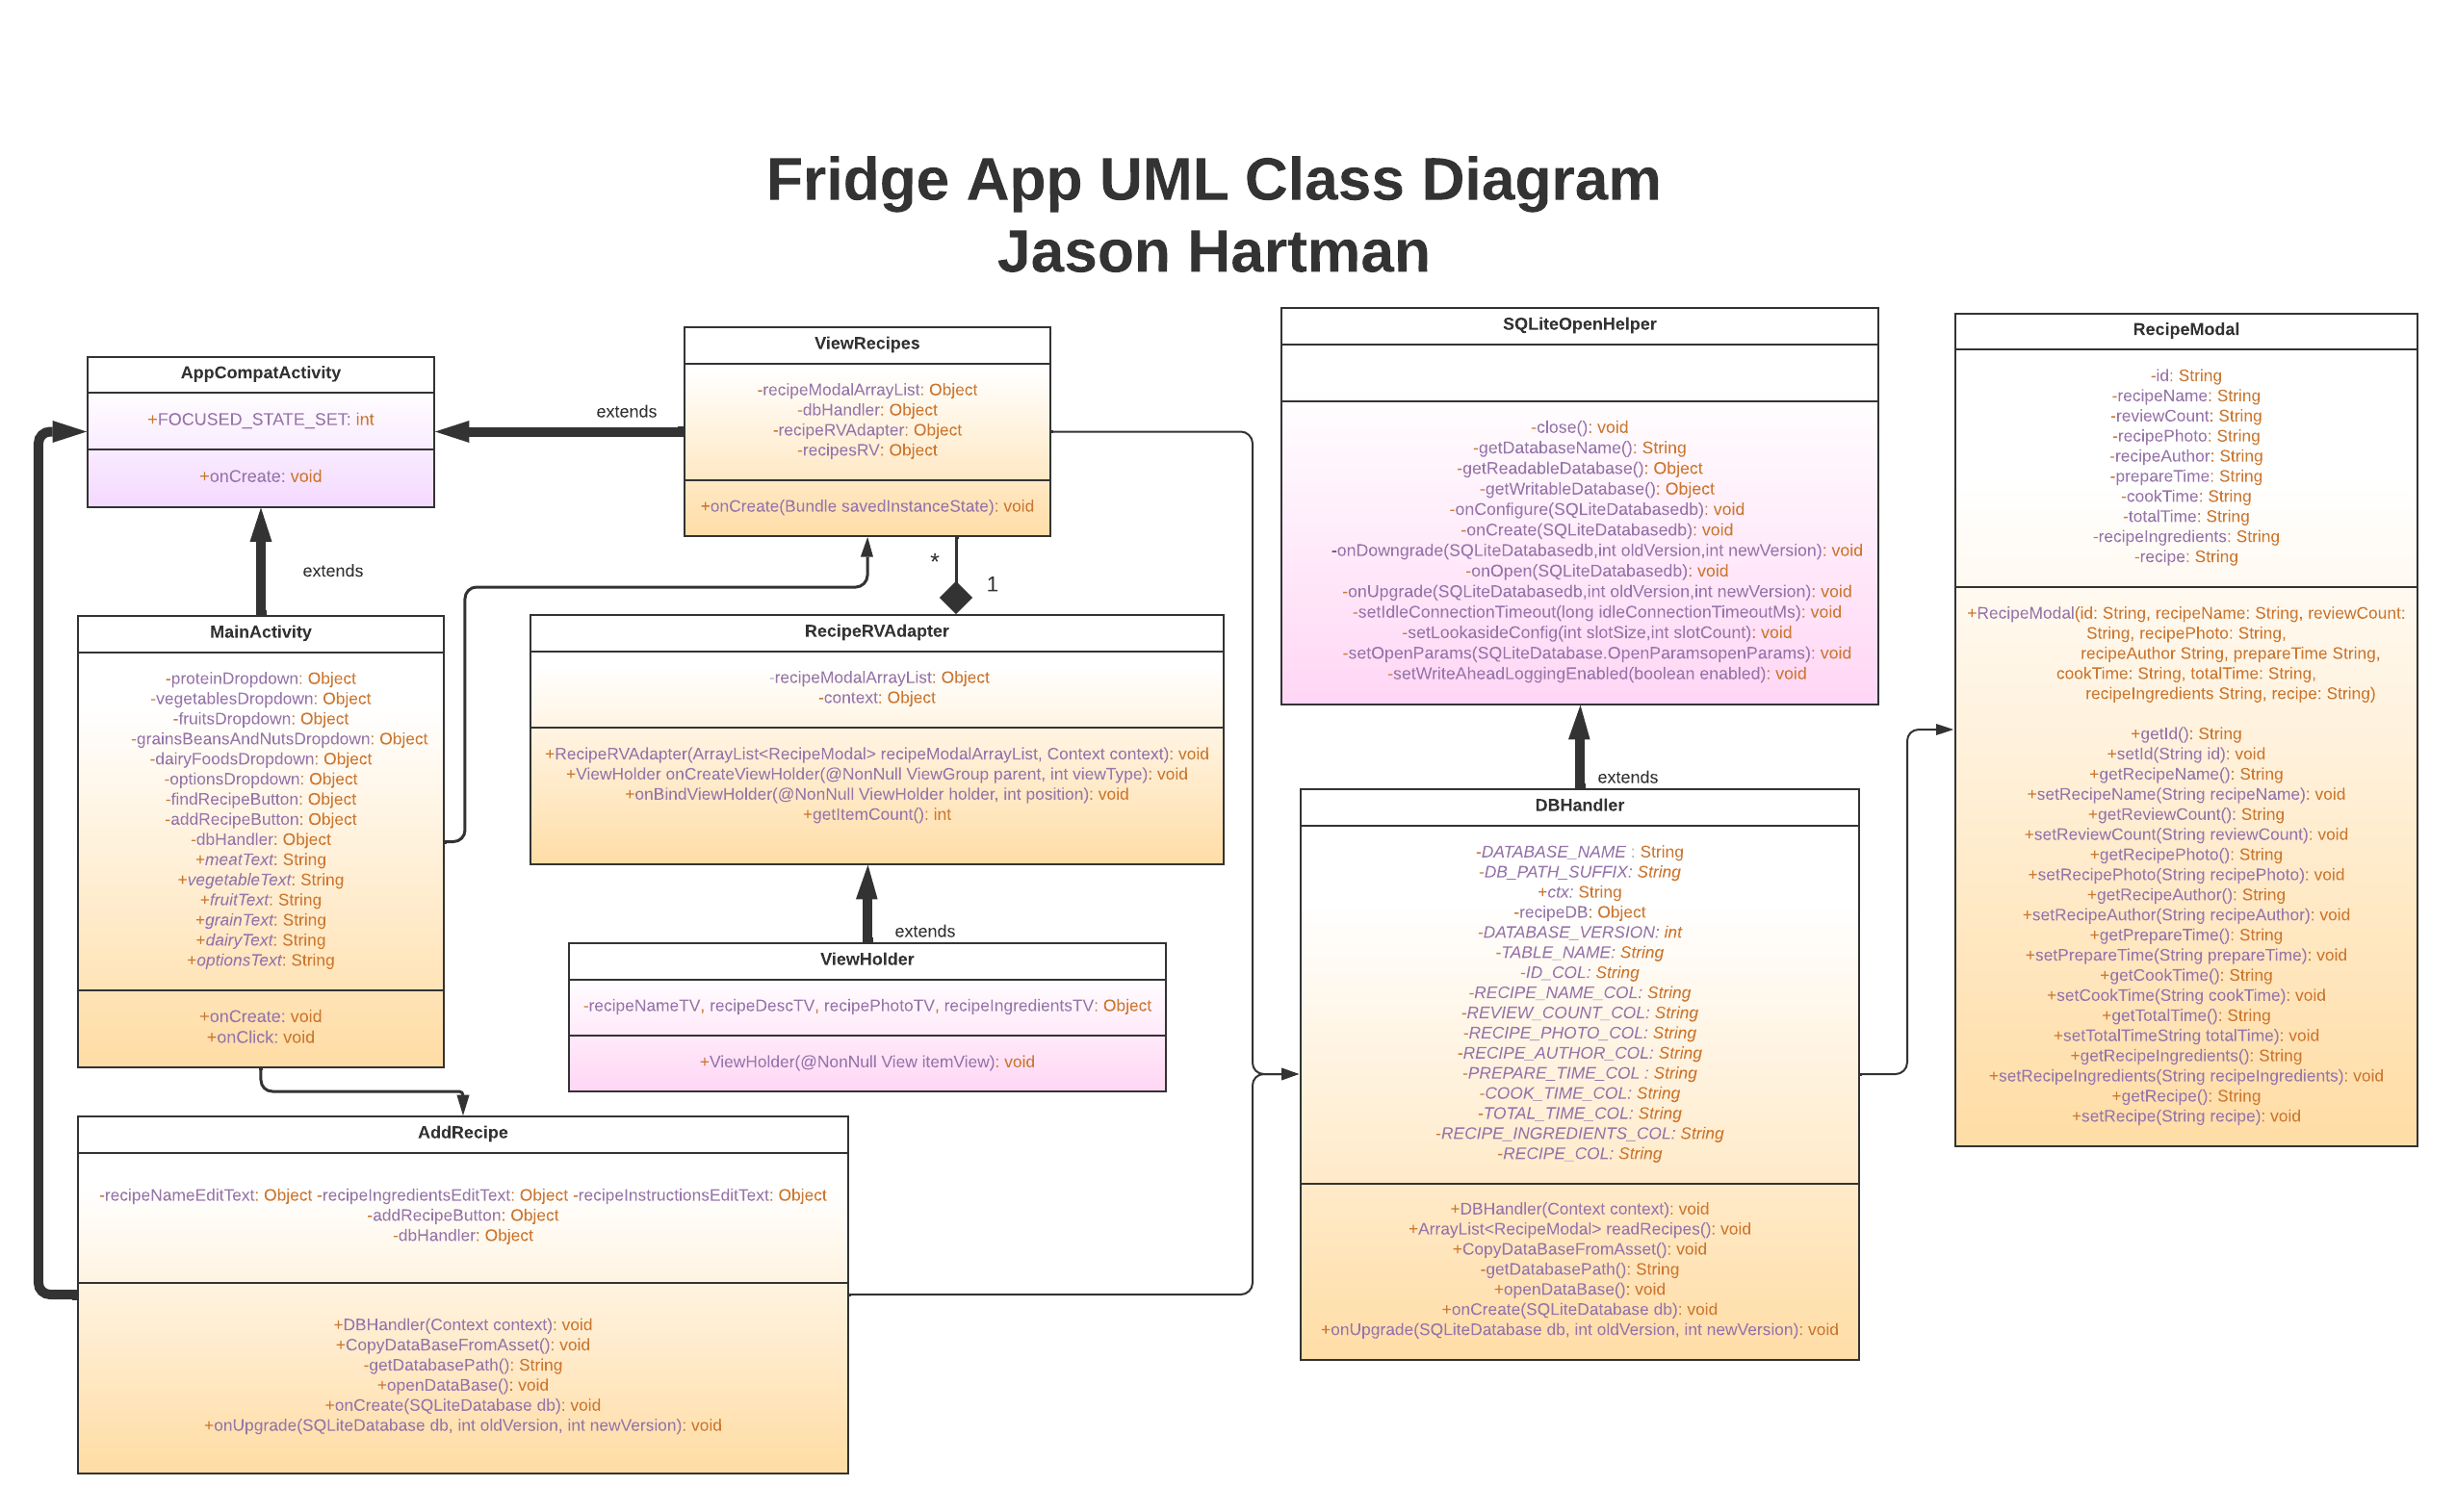 Fridge App UML Class Diagram
Jason Hartman
AppCompatActivity
+FOCUSED_STATE_SET: int
+onCreate: void
extends
ViewRecipes
-recipeModalArrayList: Object
-dbHandler: Object
-recipeRVAdapter: Object
-recipesRV: Object
+onCreate(Bundle savedInstanceState): void
*
1
extends
MainActivity
-proteinDropdown: Object
-vegetablesDropdown: Object
-fruitsDropdown: Object
-grainsBeansAndNutsDropdown: Object
-dairyFoodsDropdown: Object
-optionsDropdown: Object
-findRecipeButton: Object
-addRecipeButton: Object
-dbHandler: Object
+meatText: String
+vegetableText: String
+fruitText: String
+grainText: String
+dairyText: String
+optionsText: String
+onCreate: void
+onClick: void
RecipeRVAdapter
-recipeModalArrayList: Object
-context: Object
+RecipeRVAdapter(ArrayList<RecipeModal> recipeModalArrayList, Context context): void
+ViewHolder onCreateViewHolder(@NonNull ViewGroup parent, int viewType): void
+onBindViewHolder(@NonNull ViewHolder holder, int position): void
+getItemCount(): int
extends
ViewHolder
-recipeNameTV, recipeDescTV, recipePhotoTV, recipeIngredientsTV: Object
+ViewHolder(@NonNull View itemView): void
AddRecipe
-recipeNameEditText: Object -recipeIngredientsEditText: Object -recipeInstructionsEditText: Object
-addRecipeButton: Object
-dbHandler: Object
+DBHandler(Context context): void
+CopyDataBaseFromAsset(): void
-getDatabasePath(): String
+openDataBase(): void
+onCreate(SQLiteDatabase db): void
+onUpgrade(SQLiteDatabase db, int oldVersion, int newVersion): void
SQLiteOpenHelper
-close(): void
-getDatabaseName(): String
-getReadableDatabase(): Object
-getWritableDatabase(): Object
-onConfigure(SQLiteDatabasedb): void
-onCreate(SQLiteDatabasedb): void
-onDowngrade(SQLiteDatabasedb,int oldVersion,int newVersion): void
-onOpen(SQLiteDatabasedb): void
-onUpgrade(SQLiteDatabasedb,int oldVersion,int newVersion): void
-setIdleConnectionTimeout(long idleConnectionTimeoutMs): void
-setLookasideConfig(int slotSize,int slotCount): void
-setOpenParams(SQLiteDatabase.OpenParamsopenParams): void
-setWriteAheadLoggingEnabled(boolean enabled): void
extends
DBHandler
-DATABASE_NAME : String
-DB_PATH_SUFFIX: String
+ctx: String
-recipeDB: Object
-DATABASE_VERSION: int
-TABLE_NAME: String
-ID_COL: String
-RECIPE_NAME_COL: String
-REVIEW_COUNT_COL: String
-RECIPE_PHOTO_COL: String
-RECIPE_AUTHOR_COL: String
-PREPARE_TIME_COL : String
-COOK_TIME_COL: String
-TOTAL_TIME_COL: String
-RECIPE_INGREDIENTS_COL: String
-RECIPE_COL: String
+DBHandler(Context context): void
+ArrayList<RecipeModal> readRecipes(): void
+CopyDataBaseFromAsset(): void
-getDatabasePath(): String
+openDataBase(): void
+onCreate(SQLiteDatabase db): void
+onUpgrade(SQLiteDatabase db, int oldVersion, int newVersion): void
RecipeModal
-id: String
-recipeName: String
-reviewCount: String
-recipePhoto: String
-recipeAuthor: String
-prepareTime: String
-cookTime: String
-totalTime: String
-recipeIngredients: String
-recipe: String
+RecipeModal(id: String, recipeName: String, reviewCount:
String, recipePhoto: String,
recipeAuthor String, prepareTime String,
cookTime: String, totalTime: String,
recipeIngredients String, recipe: String)
+getId(): String
+setId(String id): void
+getRecipeName(): String
+setRecipeName(String recipeName): void
+getReviewCount(): String
+setReviewCount(String reviewCount): void
+getRecipePhoto(): String
+setRecipePhoto(String recipePhoto): void
+getRecipeAuthor(): String
+setRecipeAuthor(String recipeAuthor): void
+getPrepareTime(): String
+setPrepareTime(String prepareTime): void
+getCookTime(): String
+setCookTime(String cookTime): void
+getTotalTime(): String
+setTotalTimeString totalTime): void
+getRecipeIngredients(): String
+setRecipeIngredients(String recipeIngredients): void
+getRecipe(): String
+setRecipe(String recipe): void